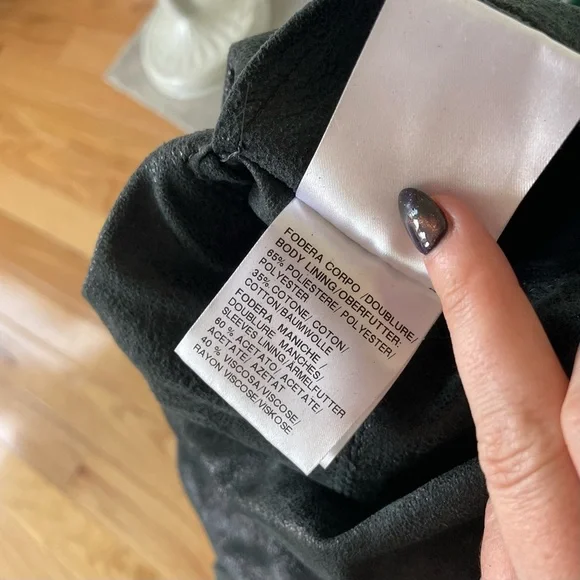 FODERA CORPO /DOUBLURE/
BODY LINING/OBERFUTTER.
65% POLIESTERE/ POLYESTER/
POLYESTER
35% COTONE, COTON/
COTTON/BAUMWOLLE
FODERA MANICHE /
DOUBLURE MANCHES/
SLEEVES LINING/ARMELFUTTER
60 % ACETATO, ACETATE/
ACETATE/ AZETAT
40 % VISCOSA/VISCOSE/
RAYON VISCOSE/VISKOSE